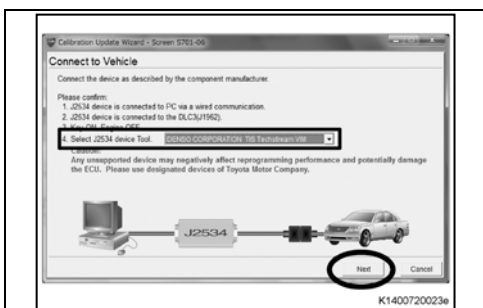 Calibration Update Wizard - Screen S701-06
Connect to Vehicle
Connect the device as described by the component manufacturer.
Please confirm:
1. J2534 device is connected to PC via a wired communication.
2. J2534 device is connected to the DLC3(J1962).
3. Key ON, Engine OFF
4. Select J2534 device Tool. DENSO CORPORATION TIS Techstream VIM
Caution:
Any unsupported device may negatively affect reprogramming performance and potentially damage
the ECU. Please use designated devices of Toyota Motor Company.
J2534
Next Cancel
K1400720023e